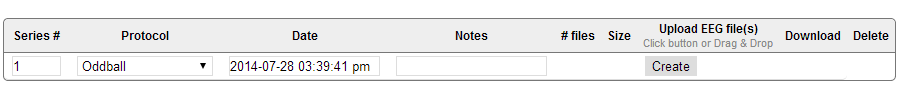 Series # Protocol Date Notes # files Size Upload EEG file(s) Download Delete
Click button or Drag & Drop
1 Oddball 2014-07-28 03:39:41 pm Create